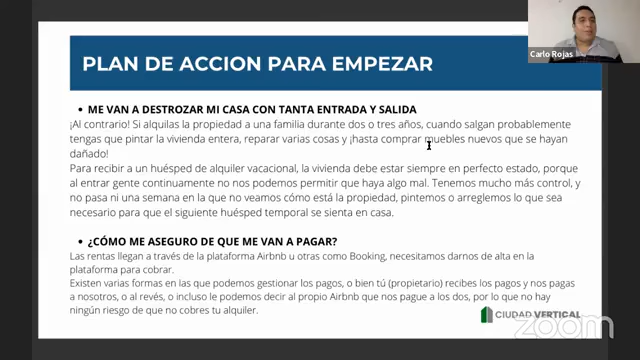 PLAN DE ACCION PARA EMPEZAR
Carlo Rojas
• ME VAN A DESTROZAR MI CASA CON TANTA ENTRADA Y SALIDA
¡Al contrario! Si alquilas la propiedad a una familia durante dos o tres años, cuando salgan probablemente
tengas que pintar la vivienda entera, reparar varias cosas y ¡hasta comprar muebles nuevos que se hayan
dañado!
Para recibir a un huésped de alquiler vacacional, la vivienda debe estar siempre en perfecto estado, porque
al entrar gente continuamente no nos podemos permitir que haya algo mal. Tenemos mucho más control, y
no pasa ni una semana en la que no veamos cómo está la propiedad, pintemos o arreglemos lo que sea
necesario para que el siguiente huésped temporal se sienta en casa.
• ¿CÓMO ME ASEGURO DE QUE ME VAN A PAGAR?
Las rentas llegan a través de la plataforma Airbnb u otras como Booking, necesitamos darnos de alta en la
plataforma para cobrar.
Existen varias formas en las que podemos gestionar los pagos, o bien tú (propietario) recibes los pagos y nos pagas
a nosotros, o al revés, o incluso le podemos decir al propio Airbnb que nos pague a los dos, por lo que no hay
ningún riesgo de que no cobres tu alquiler.
CIUDAD VERTICAL
zoom